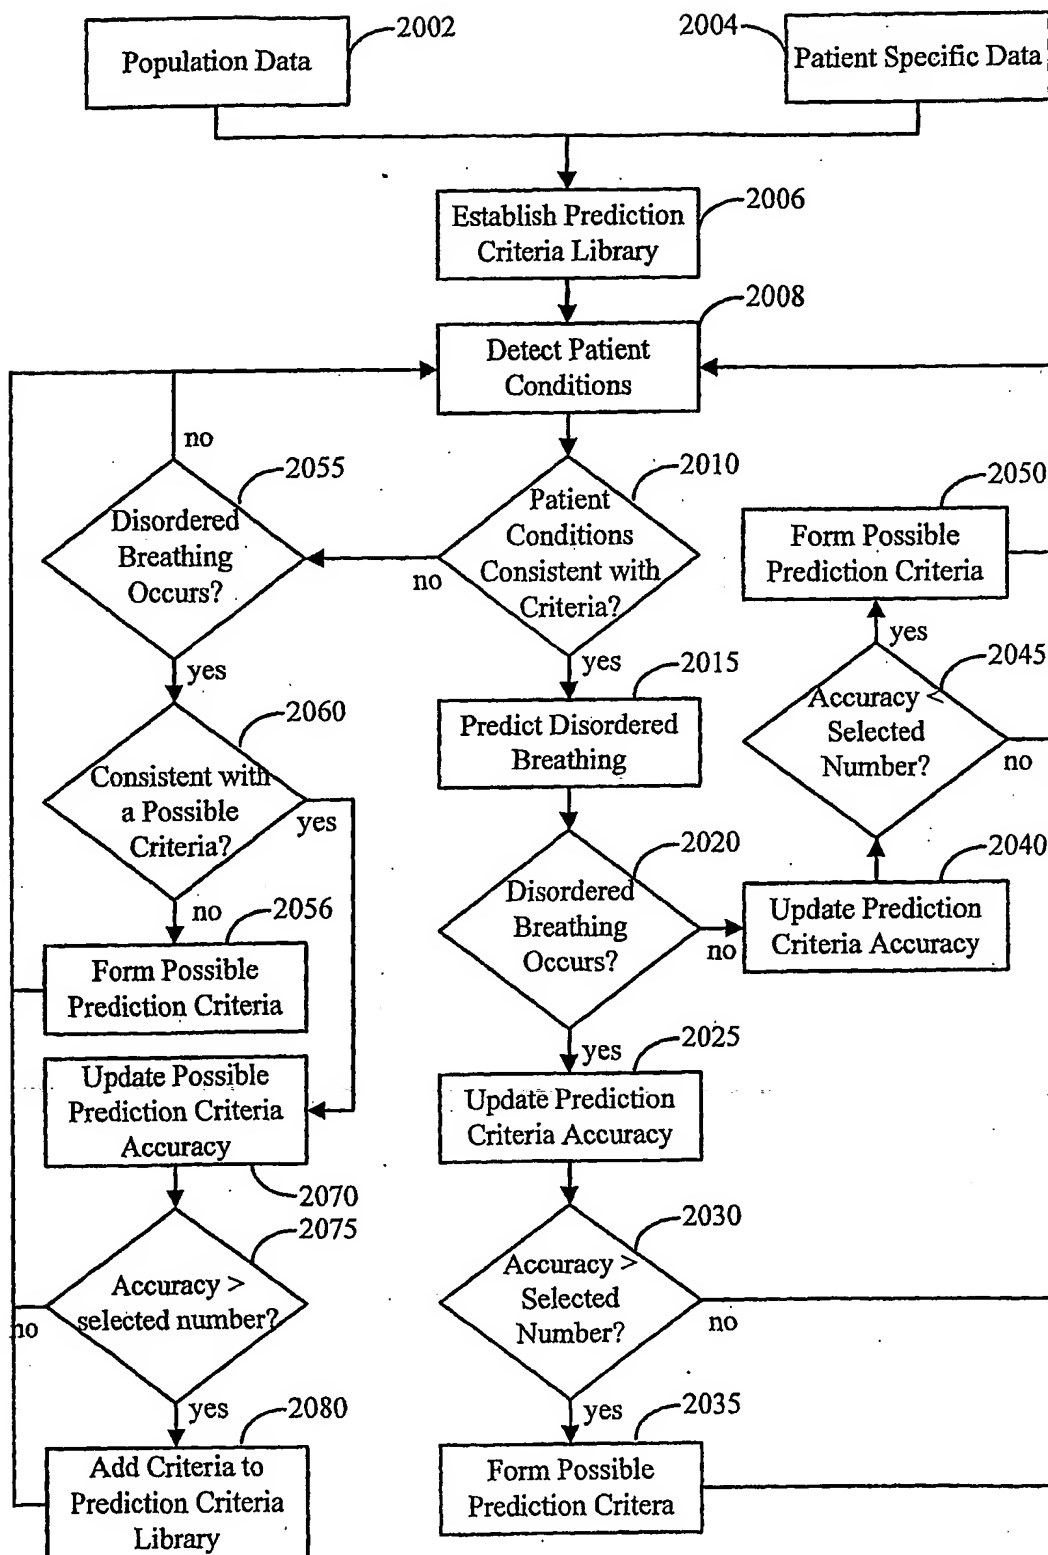 2002
Population Data
2004
Patient Specific Data
2006
Establish Prediction
Criteria Library
2008
Detect Patient
Conditions
no
2055
Disordered
Breathing
Occurs?
yes
2010
Patient
Conditions
Consistent with
Criteria?
no
yes
2050
Form Possible
Prediction Criteria
yes
2045
Accuracy <
Selected
Number?
no
2060
Consistent with
a Possible
Criteria?
yes
no
2015
Predict Disordered
Breathing
2020
Disordered
Breathing
Occurs?
no
yes
2040
Update Prediction
Criteria Accuracy
2056
Form Possible
Prediction Criteria
Update Possible
Prediction Criteria
Accuracy
2070
2025
Update Prediction
Criteria Accuracy
2075
Accuracy >
selected number?
no
yes
2030
Accuracy >
Selected
Number?
no
yes
2080
Add Criteria to
Prediction Criteria
Library
2035
Form Possible
Prediction Critera